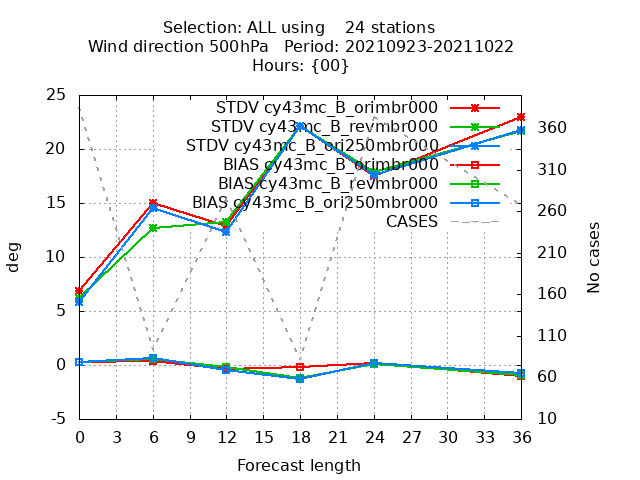 Selection: ALL using    24 stations
Wind direction 500hPa   Period: 20210923-20211022
Hours: {00}
STDV cy43mc_B_orimbr000
STDV cy43mc_B_revmbr000
STDV cy43mc_B_ori250mbr000
BIAS cy43mc_B_orimbr000
BIAS cy43mc_B_revmbr000
BIAS cy43mc_B_ori250mbr000
CASES
25
20
15
10
5
0
-5
deg
360
310
260
210
160
110
60
10
No cases
0 3 6 9 12 15 18 21 24 27 30 33 36
Forecast length